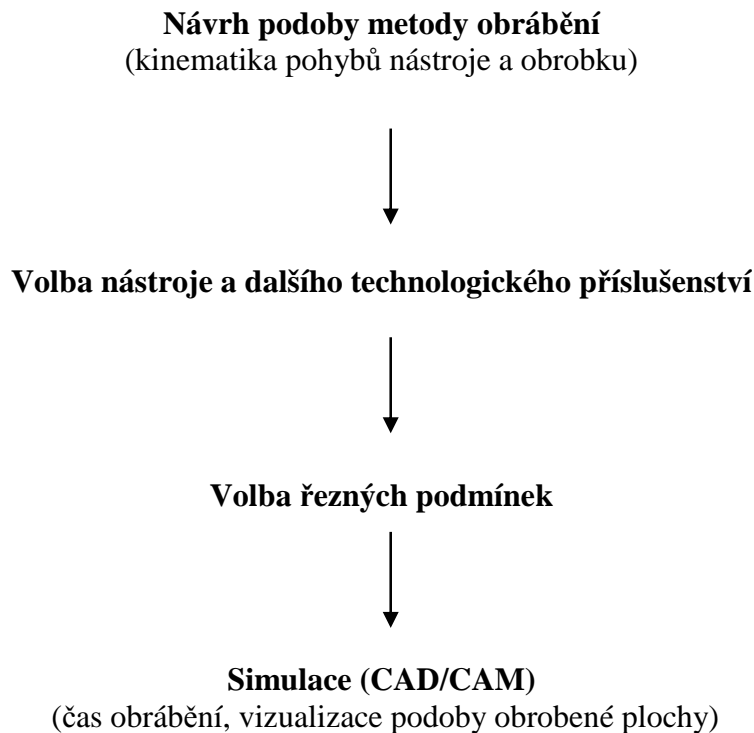 Návrh podoby metody obrábění
(kinematika pohybů nástroje a obrobku)
Volba nástroje a dalšího technologického příslušenství
Volba řezných podmínek
Simulace (CAD/CAM)
(čas obrábění, vizualizace podoby obrobené plochy)